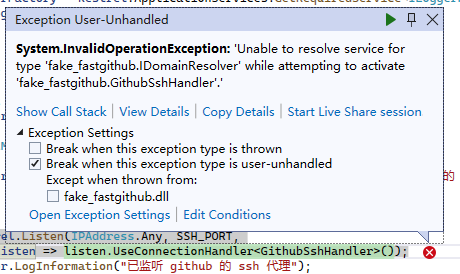 Exception User-Unhandled
System.InvalidOperationException: 'Unable to resolve service for
type 'fake_fastgithub.IDomainResolver' while attempting to activate
'fake_fastgithub.GithubSshHandler'.'
Show Call Stack | View Details | Copy Details | Start Live Share session
Exception Settings
Break when this exception type is thrown
Break when this exception type is user-unhandled
Except when thrown from:
fake_fastgithub.dll
的
Open Exception Settings | Edit Conditions
el.Listen(IPAddress.Any, SSH_PORT,
isten => listen.UseConnectionHandler<GithubSshHandler>());
r.LogInformation("已监听 github 的 ssh 代理");